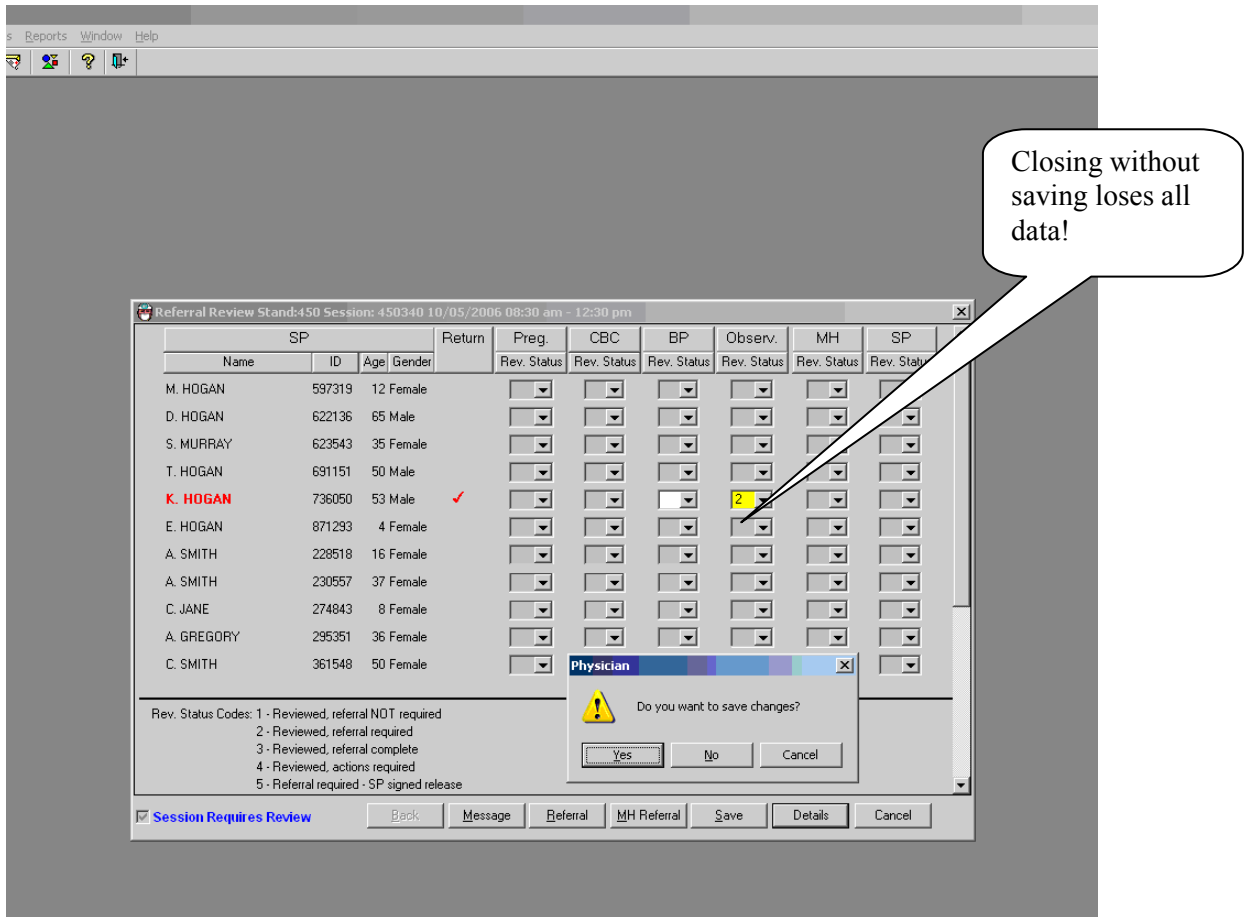 s Reports Window Help
Closing without
saving loses all
data!
Referral Review Stand:450 Session: 450340 10/05/2006 08:30 am - 12:30 pm
SP Return Preg. CBC BP Observ. MH SP
Name ID Age Gender Rev. Status Rev. Status Rev. Status Rev. Status Rev. Status Rev. Status
M. HOGAN 597319 12 Female
D. HOGAN 622136 65 Male
S. MURRAY 623543 35 Female
T. HOGAN 691151 50 Male
K. HOGAN 736050 53 Male 2
E. HOGAN 871293 4 Female
A. SMITH 228518 16 Female
A. SMITH 230557 37 Female
C. JANE 274843 8 Female
A. GREGORY 295351 36 Female
C. SMITH 361548 50 Female
Physician
Do you want to save changes?
Yes No Cancel
Rev. Status Codes: 1 - Reviewed, referral NOT required
2 - Reviewed, referral required
3 - Reviewed, referral complete
4 - Reviewed, actions required
5 - Referral required - SP signed release
Session Requires Review Back Message Referral MH Referral Save Details Cancel